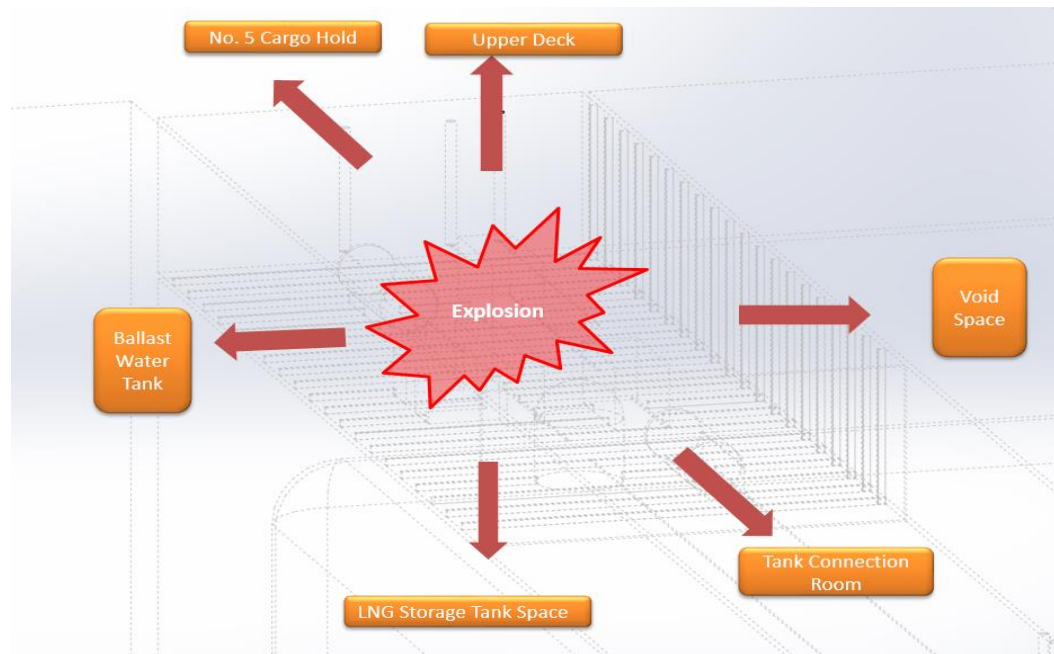 No. 5 Cargo Hold
Upper Deck
Explosion
Void
Space
Ballast
Water
Tank
Tank Connection
Room
LNG Storage Tank Space